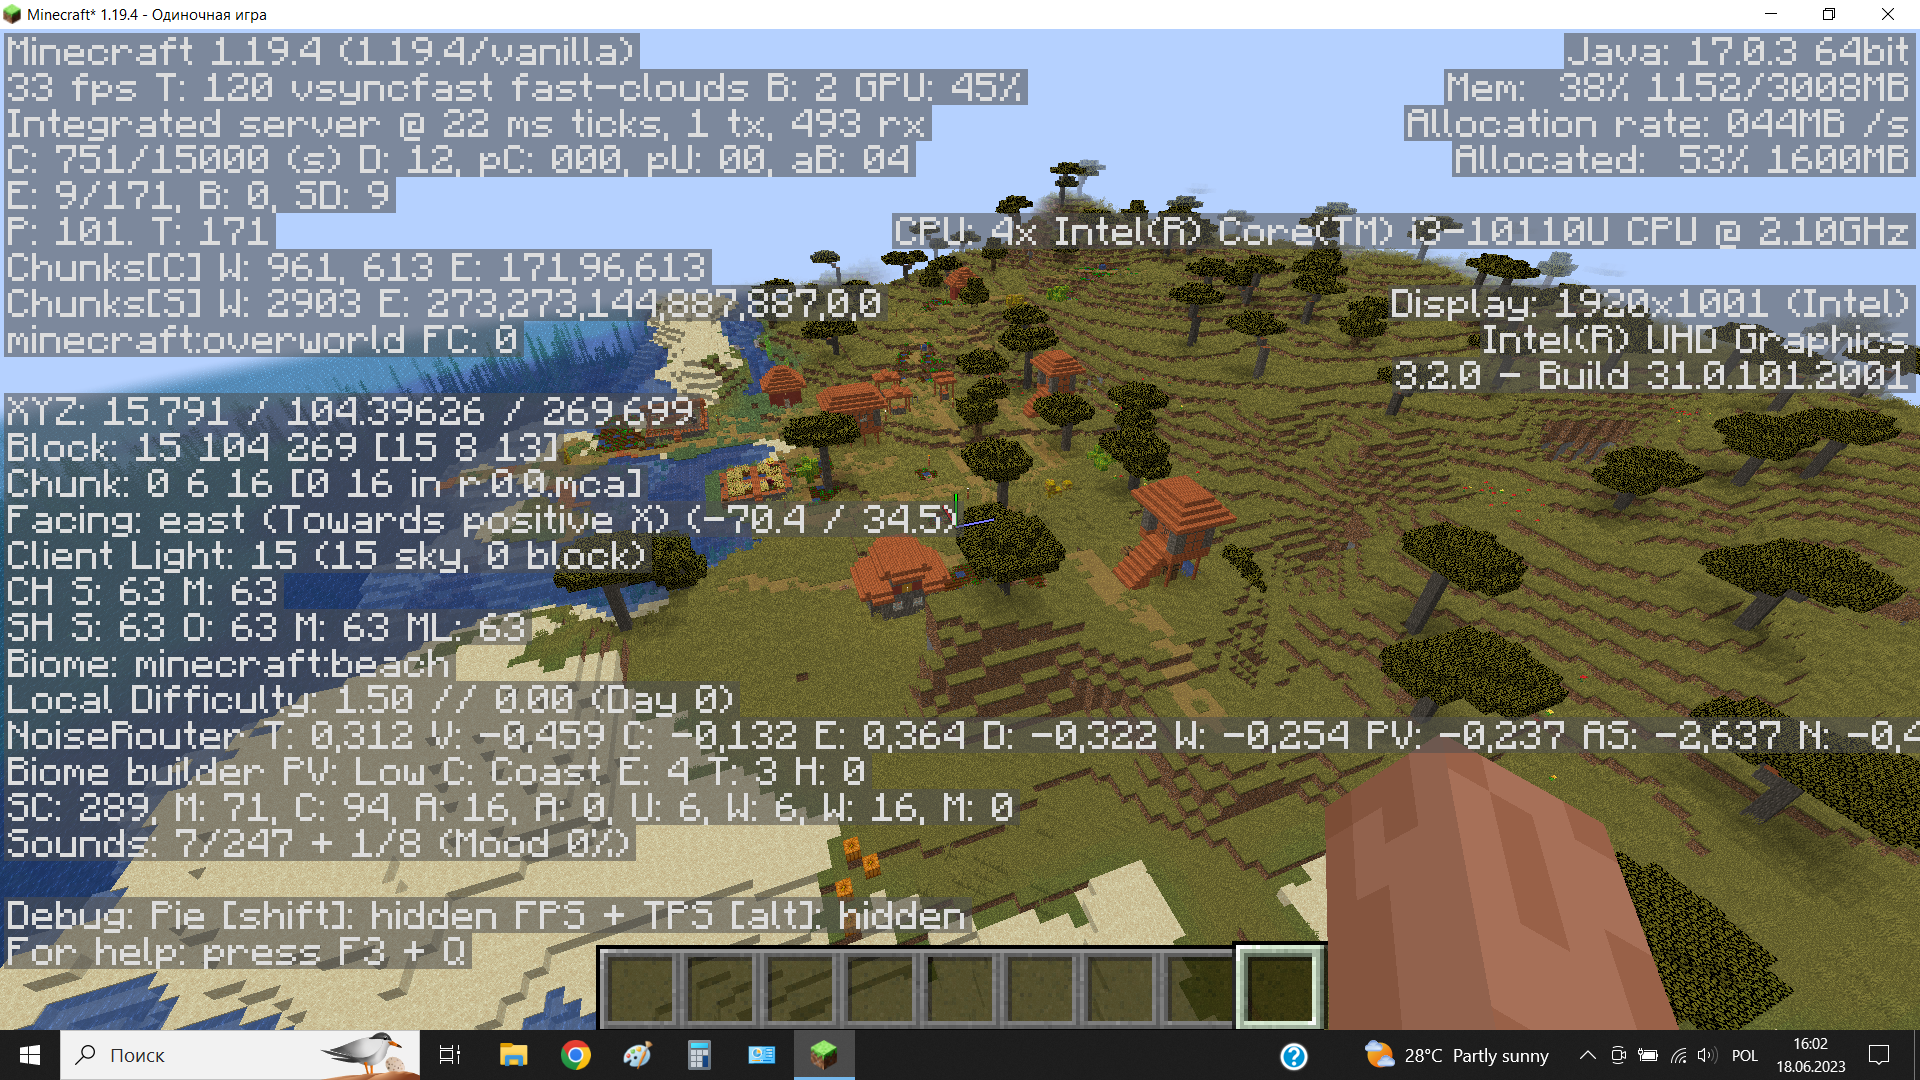 Minecraft* 1.19.4 - Одиночная игра
Minecraft 1.19.4 (1.19.4/vanilla)
33 fps T: 120 vsyncfast fast-clouds B: 2 GPU: 45%
Integrated server @ 22 ms ticks, 1 tx, 493 rx
C: 751/15000 (s) D: 12, pC: 000, pU: 00, aB: 04
E: 9/171, B: 0, SD: 9
P: 101. T: 171
Chunks[C] W: 961, 613 E: 171,96,613
Chunks[S] W: 2903 E: 273,273,144,887,887,0,0
minecraft:overworld FC: 0
XYZ: 15.791 / 104.39626 / 269.699
Block: 15 104 269 [15 8 13]
Chunk: 0 6 16 [0 16 in r.0.0.mca]
Facing: east (Towards positive X) (-70.4 / 34.5)
Client Light: 15 (15 sky, 0 block)
CH S: 63 M: 63
SH S: 63 O: 63 M: 63 ML: 63
Biome: minecraft:beach
Local Difficulty: 1.50 // 0.00 (Day 0)
NoiseRouter T: 0,312 V: -0,459 C: -0,132 E: 0,364 D: -0,322 W: -0,254 PV: -0,237 AS: -2,637 N: -0,4
Biome builder PV: Low C: Coast E: 4 T: 3 H: 0
SC: 289, M: 71, C: 94, A: 16, A: 0, U: 6, W: 6, W: 16, M: 0
Sounds: 7/247 + 1/8 (Mood 0%)
Debug: Pie [shift]: hidden FPS + TPS [alt]: hidden
For help: press F3 + Q
Java: 17.0.3 64bit
Mem: 38% 1152/3008MB
Allocation rate: 044MB /s
Allocated: 53% 1600MB
CPU: 4x Intel(R) Core(TM) i3-10110U CPU @ 2.10GHz
Display: 1920x1001 (Intel)
Intel(R) UHD Graphics
3.2.0 - Build 31.0.101.2001
Поиск
28°C Partly sunny
POL
16:02
18.06.2023